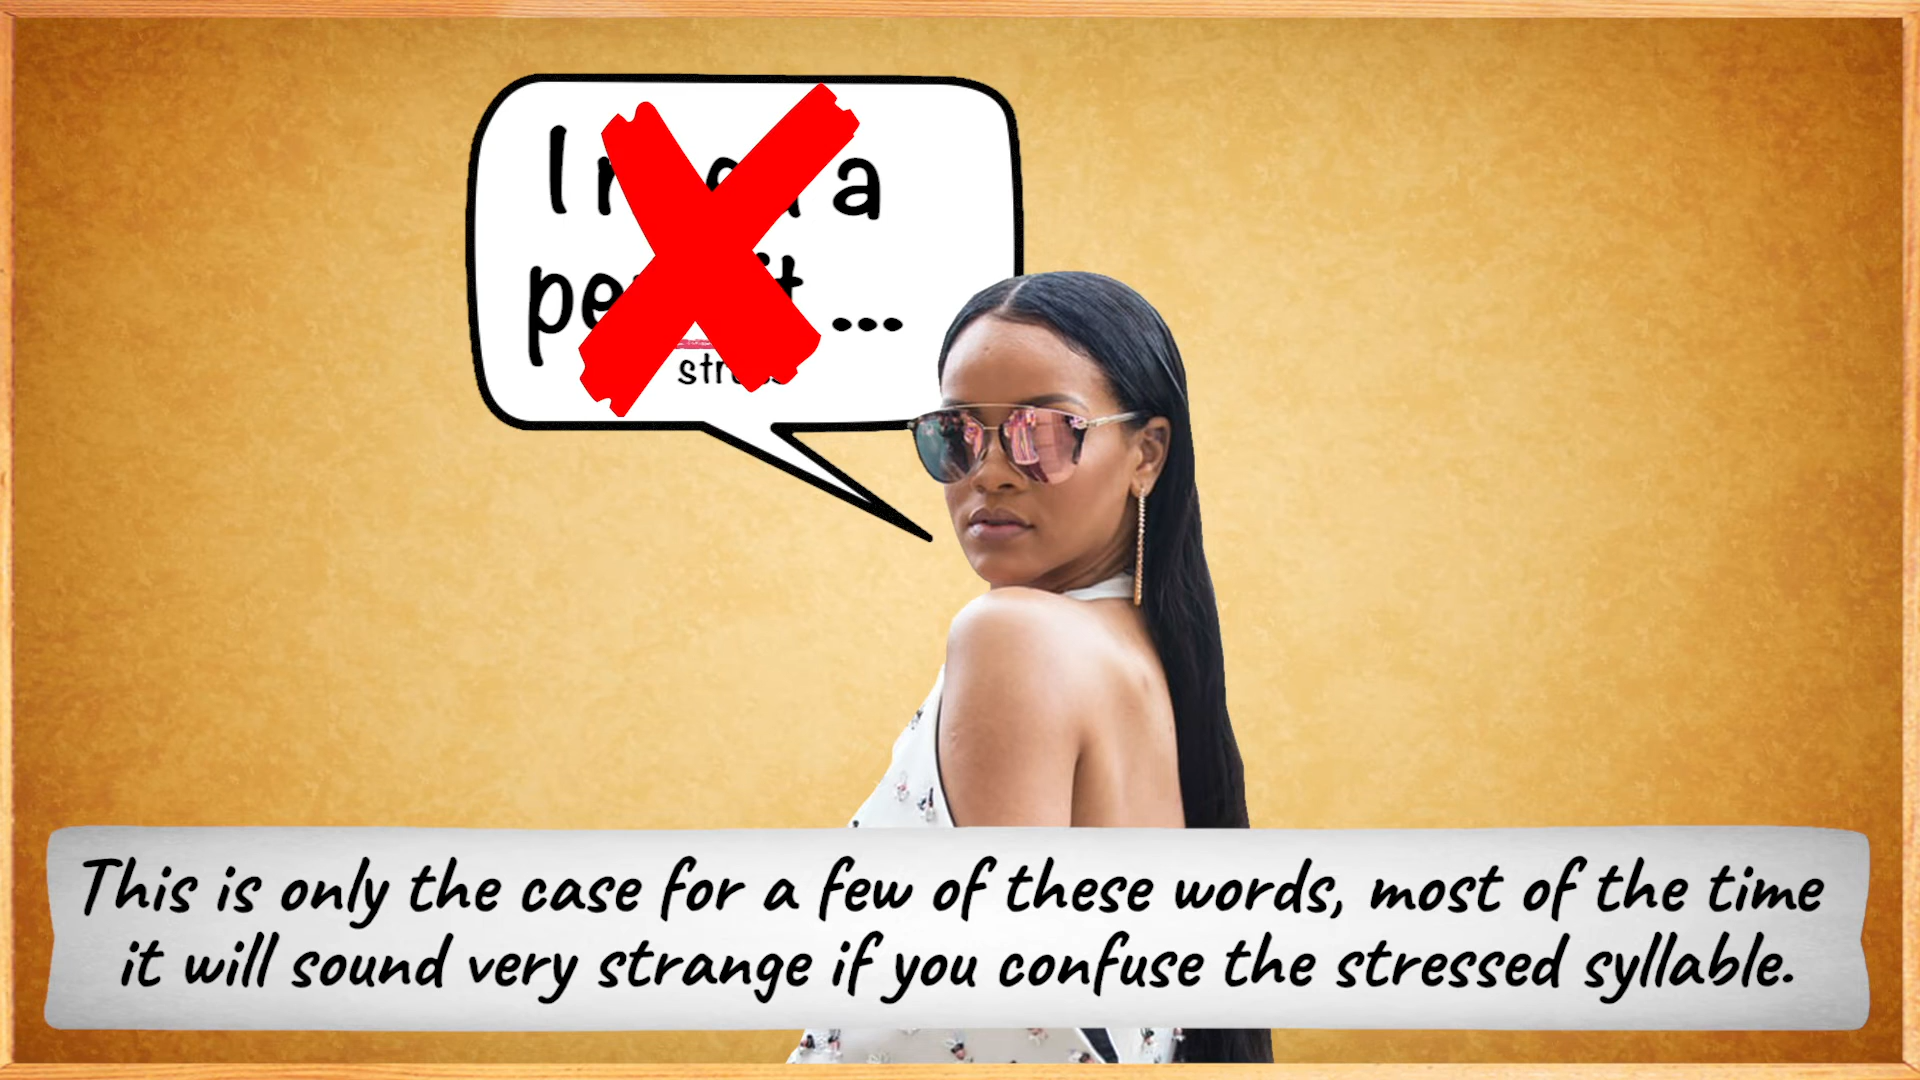 I a
...
This is only the case for a few of these words, most of the time
it will sound very strange if you confuse the stressed syllable.